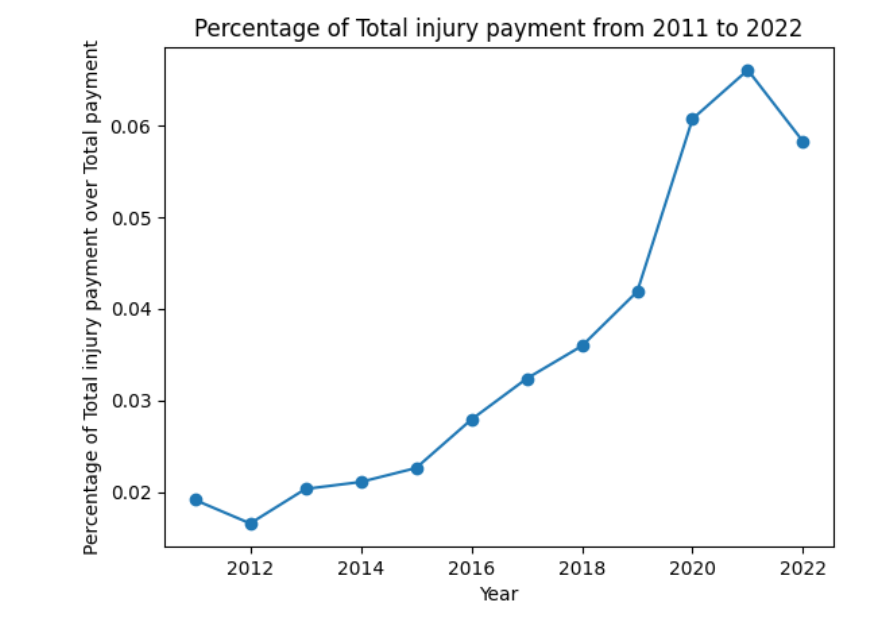 Percentage of Total injury payment from 2011 to 2022
Percentage of Total injury payment over Total payment
0.06
0.05
0.04
0.03
0.02
2012 2014 2016 2018 2020 2022
Year